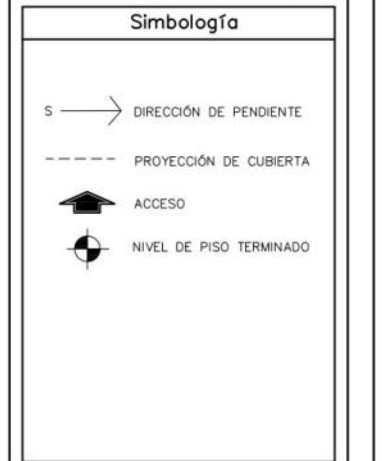 Simbología
S DIRECCIÓN DE PENDIENTE
PROYECCIÓN DE CUBIERTA
ACCESO
NIVEL DE PISO TERMINADO